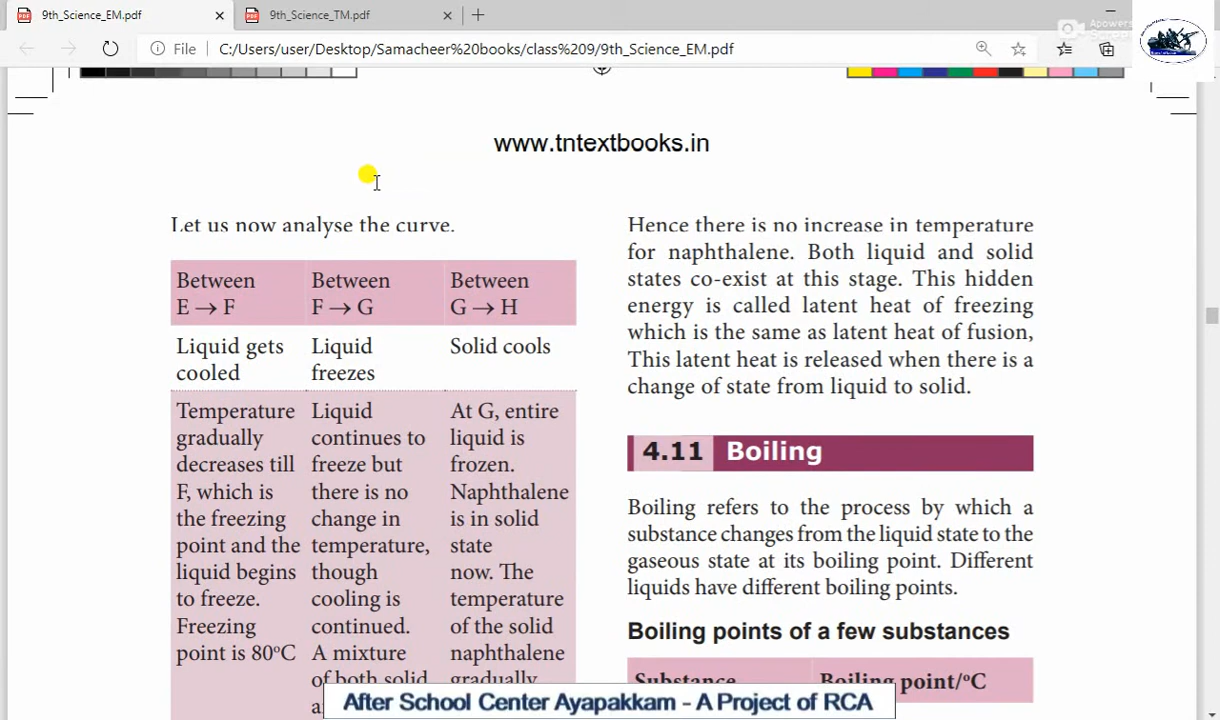 9th_Science_EM.pdf
9th_Science_TM.pdf
File
C:/Users/user/Desktop/Samacheer%20books/class%209/9th_Science_EM.pdf
www.tntextbooks.in
Let us now analyse the curve.
Between E → F
Between F → G
Between G → H
Liquid gets cooled
Liquid freezes
Solid cools
Temperature
gradually
decreases till
F, which is
the freezing
point and the
liquid begins
to freeze.
Freezing
point is 80°C
Liquid
continues to
freeze but
there is no
change in
temperature,
though
cooling is
continued.
A mixture
of both solid
At G, entire
liquid is
frozen.
Naphthalene
is in solid
state
now. The
temperature
of the solid
naphthalene
gradually
Hence there is no increase in temperature
for naphthalene. Both liquid and solid
states co-exist at this stage. This hidden
energy is called latent heat of freezing
which is the same as latent heat of fusion,
This latent heat is released when there is a
change of state from liquid to solid.
4.11 Boiling
Boiling refers to the process by which a
substance changes from the liquid state to the
gaseous state at its boiling point. Different
liquids have different boiling points.
Boiling points of a few substances
Substance
Boiling point/°C
After School Center Ayapakkam - A Project of RCA